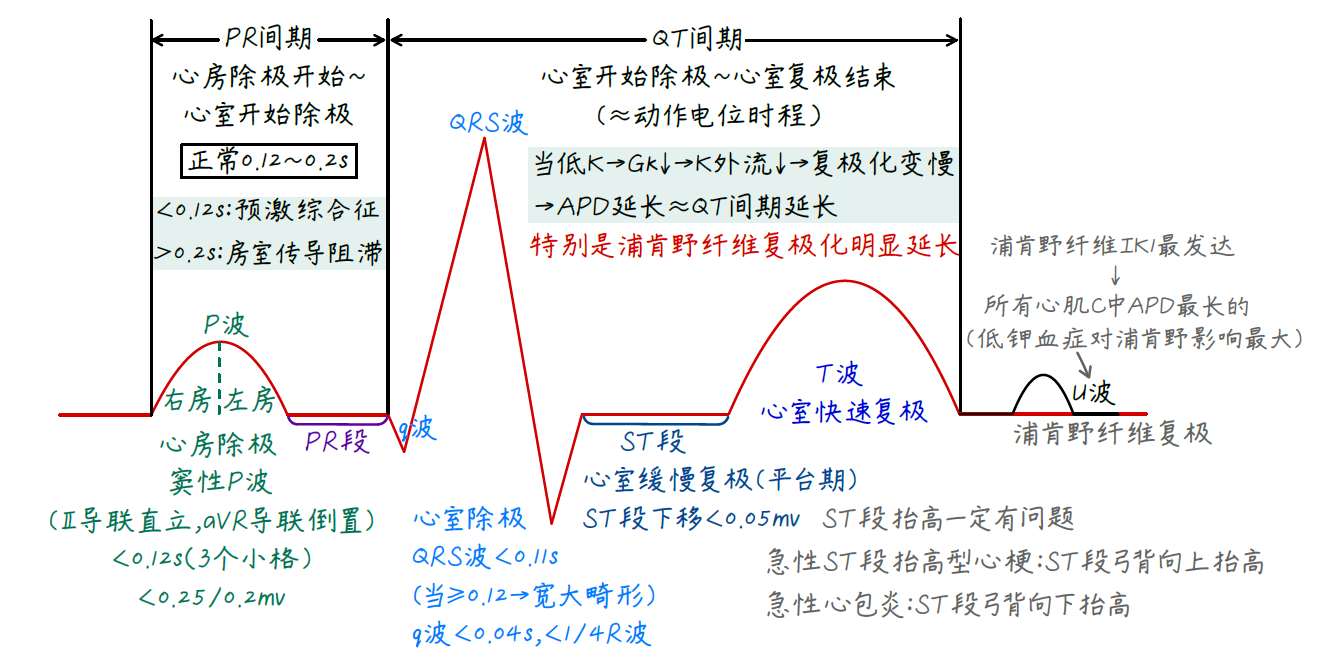 PR间期
QT间期
心房除极开始~
心室开始除极
正常0.12~0.2s
<0.12s:预激综合征
>0.2s:房室传导阻滞
心室开始除极~心室复极结束
(≈动作电位时程)
QRS波
当低K→Gk↓→K外流↓→复极化变慢
→APD延长≈QT间期延长
特别是浦肯野纤维复极化明显延长
浦肯野纤维IK1最发达
↓
所有心肌C中APD最长的
(低钾血症对浦肯野影响最大)
P波
右房 左房
心房除极
窦性P波
(Ⅱ导联直立,aVR导联倒置)
<0.12s(3个小格)
<0.25/0.2mv
PR段
q波
心室除极
QRS波<0.11s
(当≥0.12→宽大畸形)
q波<0.04s,<1/4R波
ST段
心室缓慢复极(平台期)
ST段下移<0.05mv
T波
心室快速复极
U波
浦肯野纤维复极
ST段抬高一定有问题
急性ST段抬高型心梗:ST段弓背向上抬高
急性心包炎:ST段弓背向下抬高